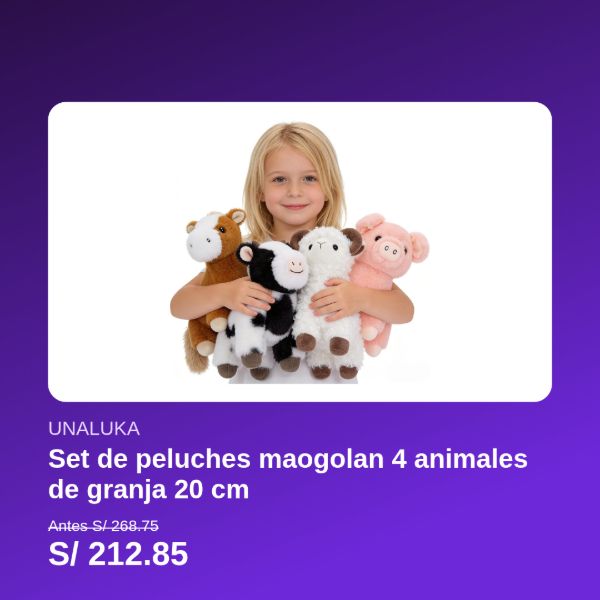 UNALUKA
Set de peluches maogolan 4 animales
de granja 20 cm
Antes S/ 268.75
S/ 212.85